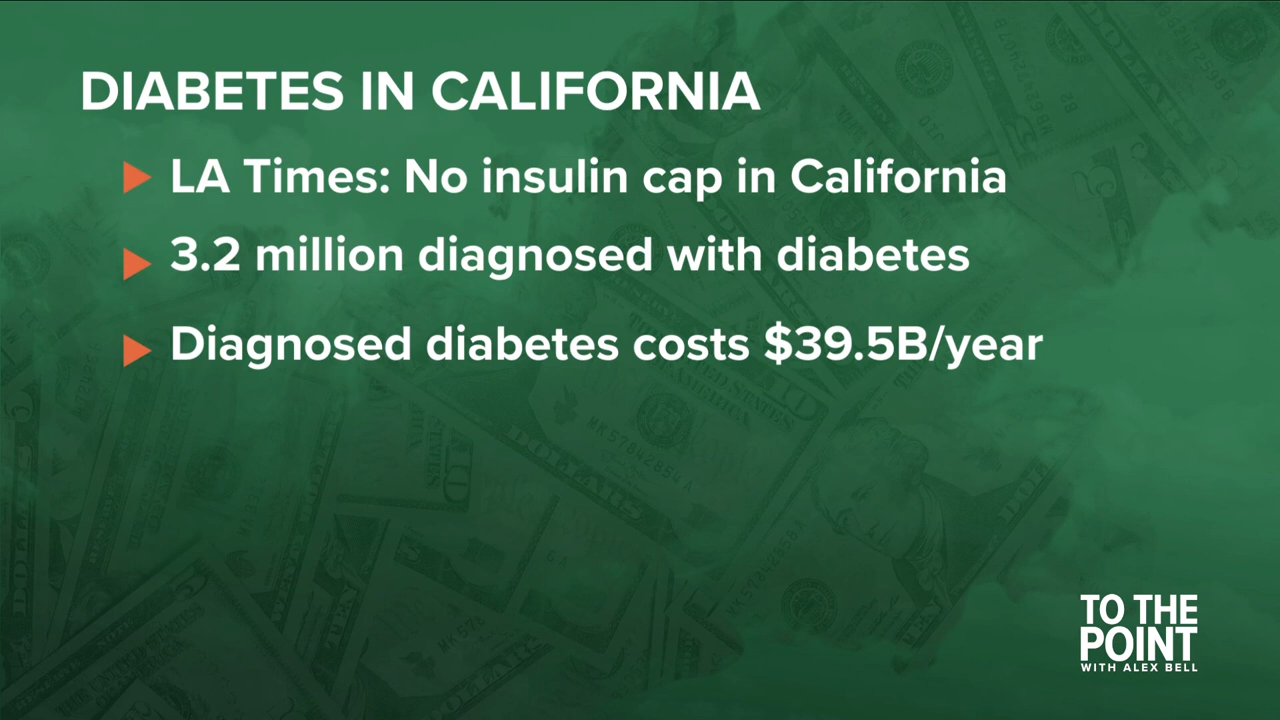 DIABETES IN CALIFORNIA
LA Times: No insulin cap in California
3.2 million diagnosed with diabetes
Diagnosed diabetes costs $39.5B/year
TO THE
POINT
WITH ALEX BELL